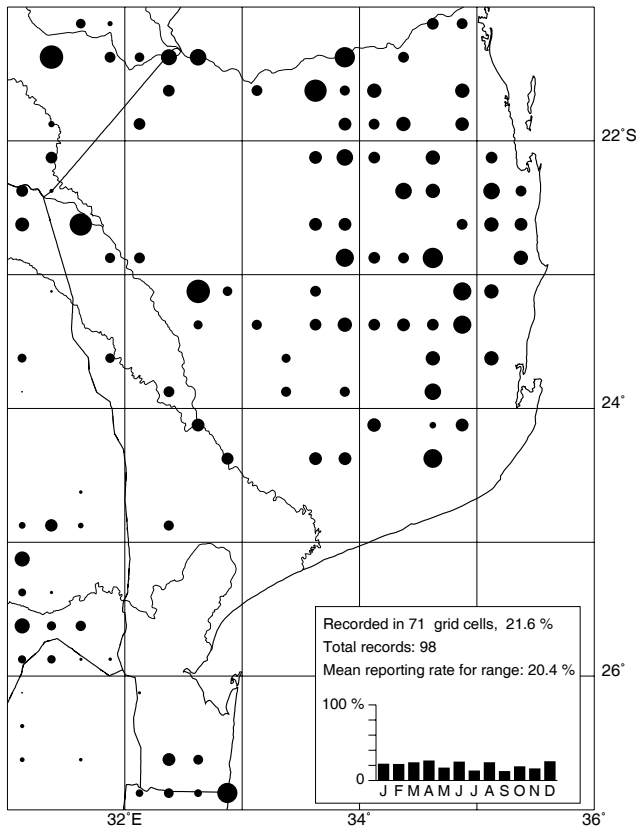 22°S
24°
Recorded in 71 grid cells, 21.6 %
Total records: 98
Mean reporting rate for range: 20.4 %
26°
100 %
0
J F M A M J J A S O N D
32°E
34°
36°